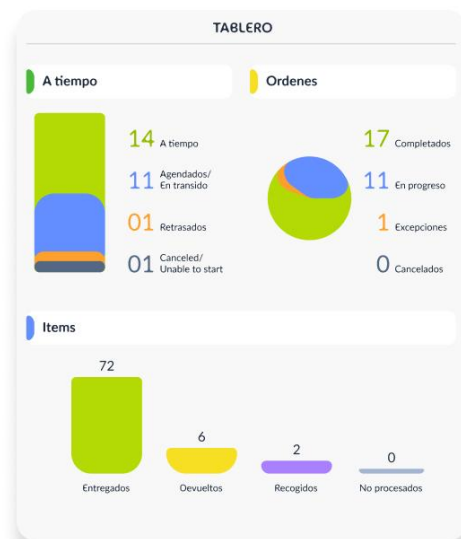 TABLERO
A tiempo
14 A tiempo
11 Agendados/
En transido
01 Retrasados
01 Canceled/
Unable to start
Ordenes
17 Completados
11 En progreso
1 Excepciones
0 Cancelados
Items
72
6
2
0
Entregados
Devueltos
Recogidos
No procesados